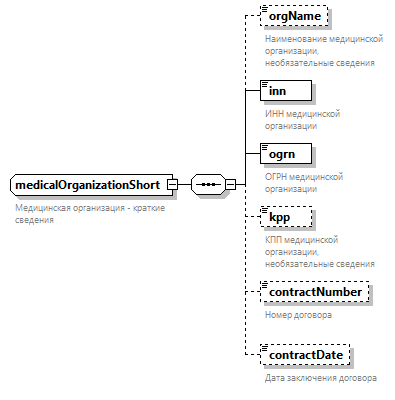 orgName
Наименование медицинской
организации,
необязательные сведения
inn
ИНН медицинской
организации
ogrn
ОГРН медицинской
организации
medicalOrganizationShort
Медицинская организация - краткие
сведения
kpp
КПП медицинской
организации,
необязательные сведения
contractNumber
Номер договора
contractDate
Дата заключения договора